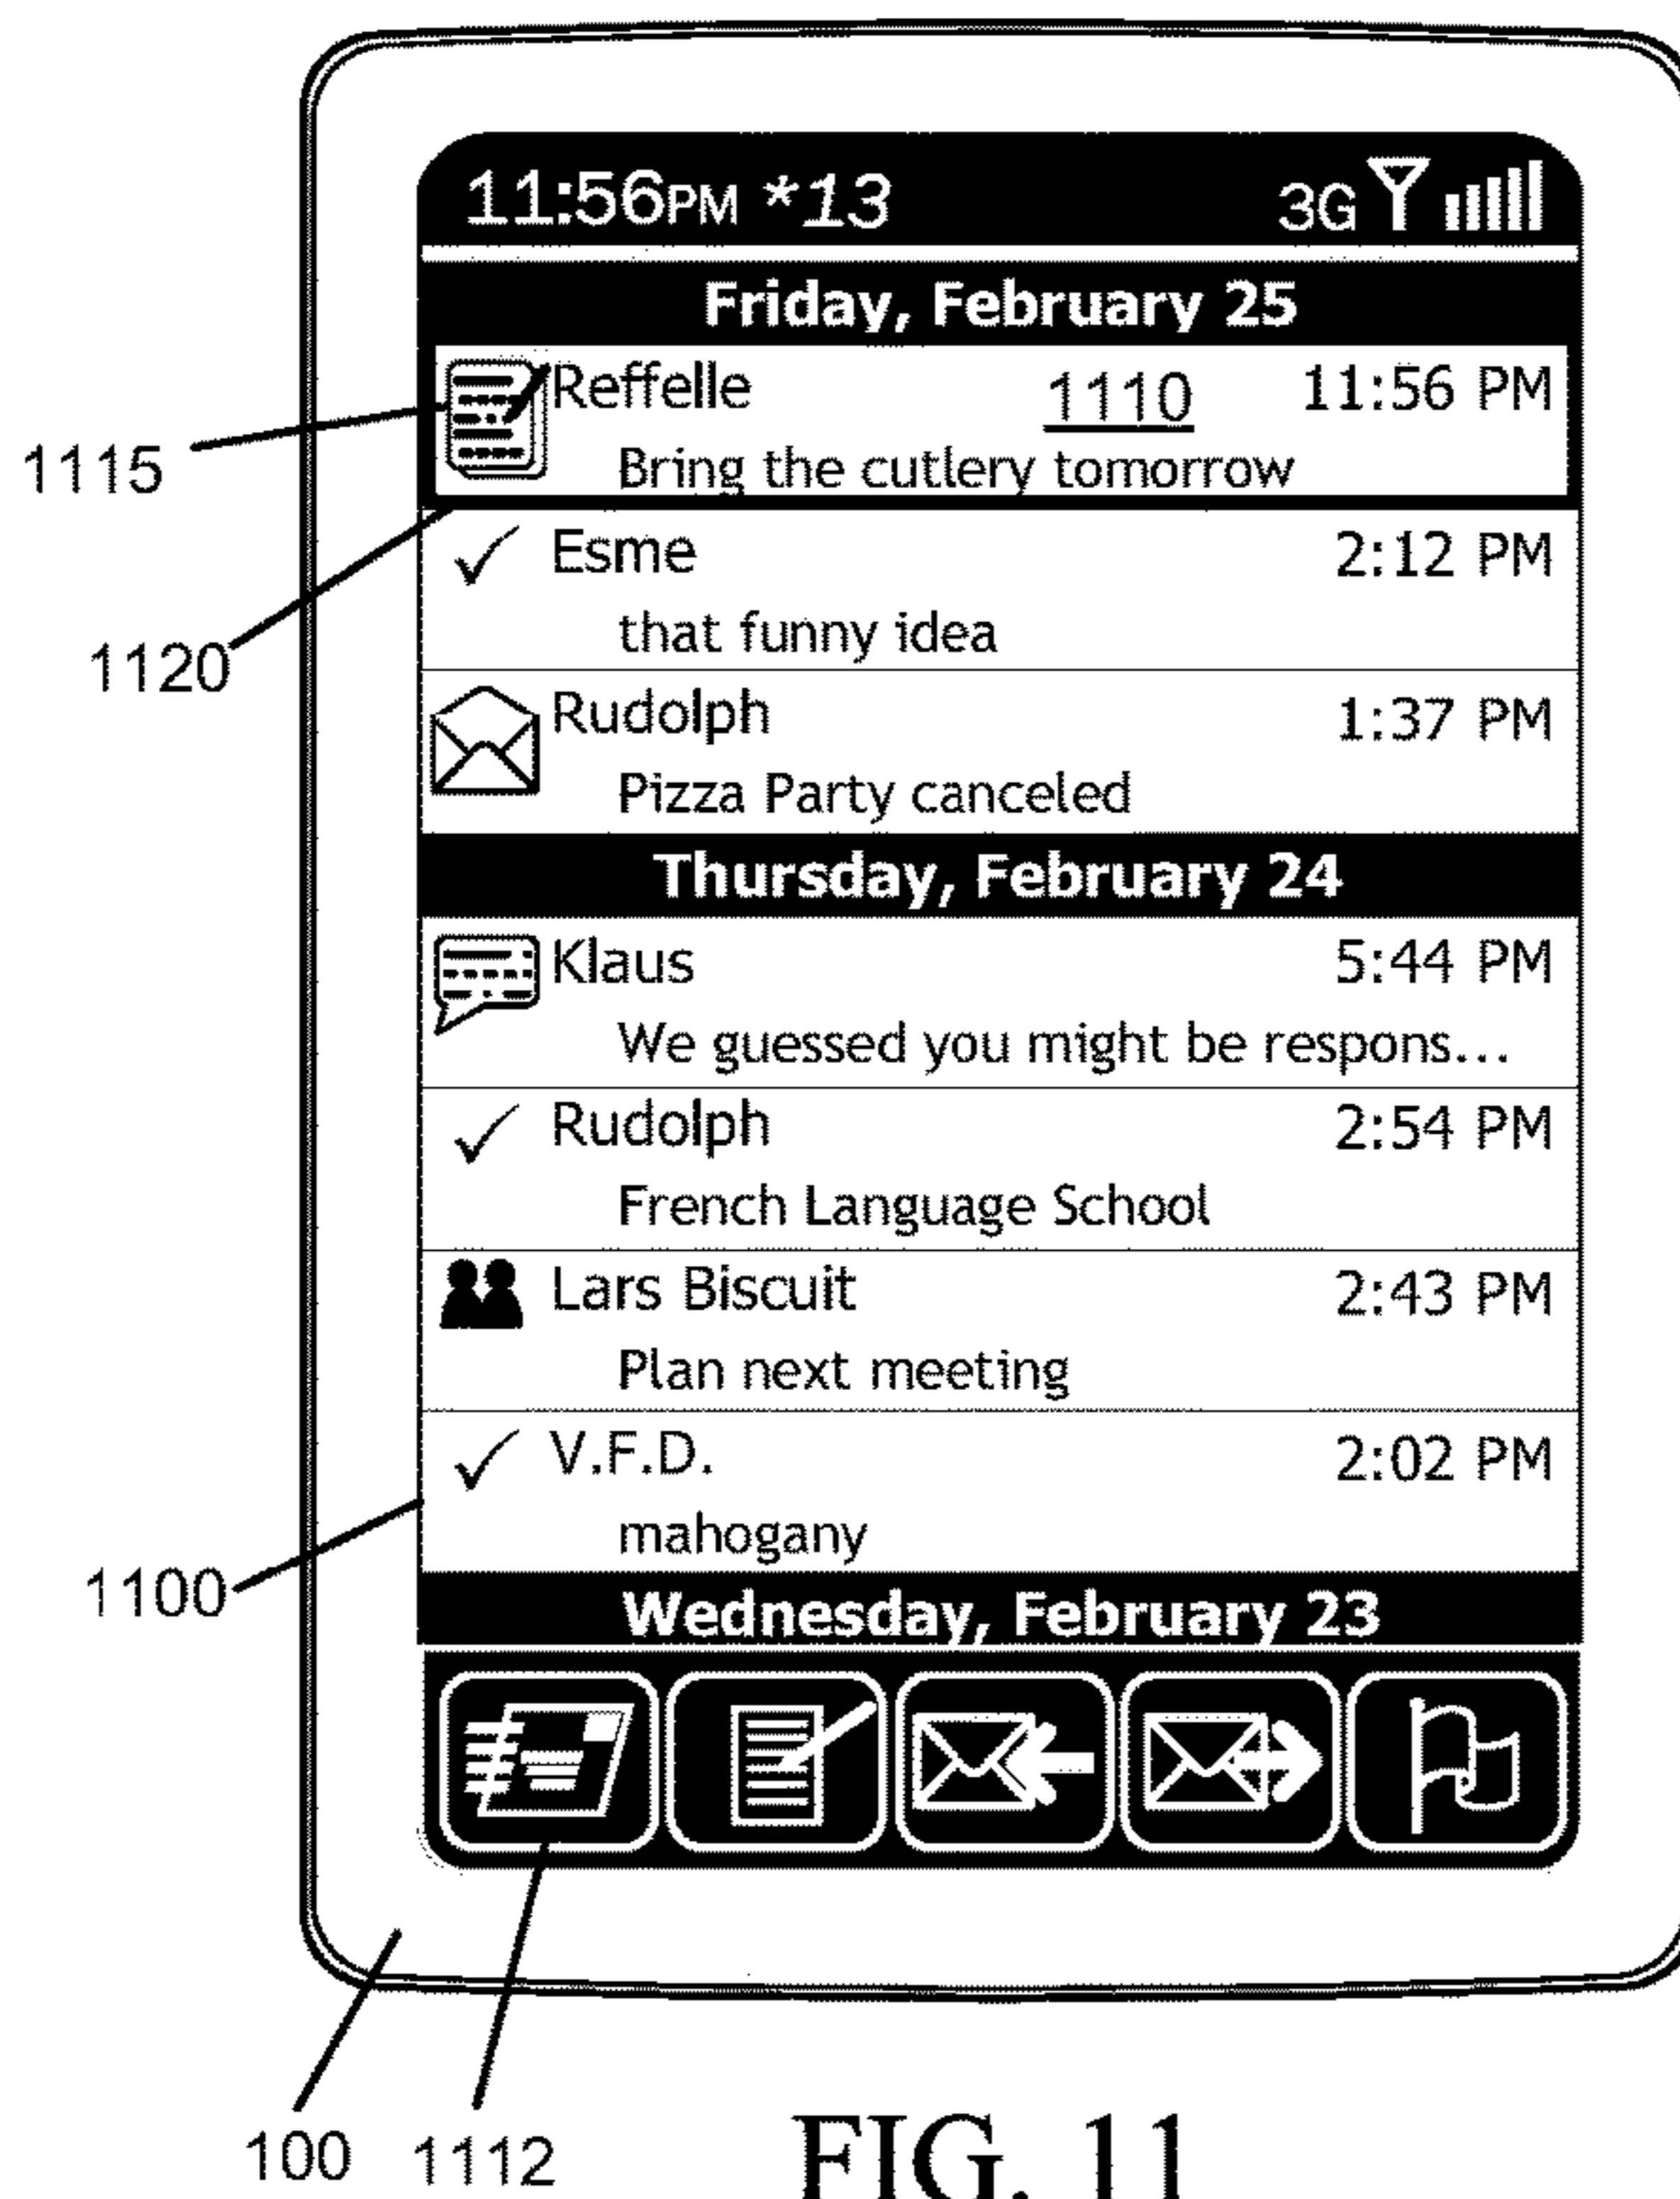 11:56PM *13 3G
Friday, February 25
Reffelle 1110 11:56 PM
1115
Bring the cutlery tomorrow
Esme 2:12 PM
that funny idea
1120
Rudolph 1:37 PM
Pizza Party canceled
Thursday, February 24
Klaus 5:44 PM
We guessed you might be respons...
Rudolph 2:54 PM
French Language School
Lars Biscuit 2:43 PM
Plan next meeting
V.F.D. 2:02 PM
mahogany
1100
Wednesday, February 23
100 1112
FIG. 11